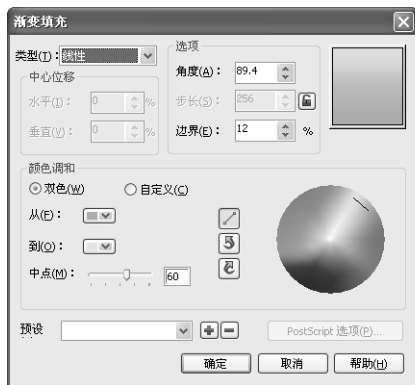 渐变填充
类型(T): 线性
中心位移
水平(I): 0 %
垂直(V): 0 %
选项
角度(A): 89.4
步长(S): 256
边界(E): 12 %
颜色调和
双色(W) 自定义(C)
从(F):
到(O):
中点(M): 60
预设
PostScript 选项(P)...
确定 取消 帮助(H)